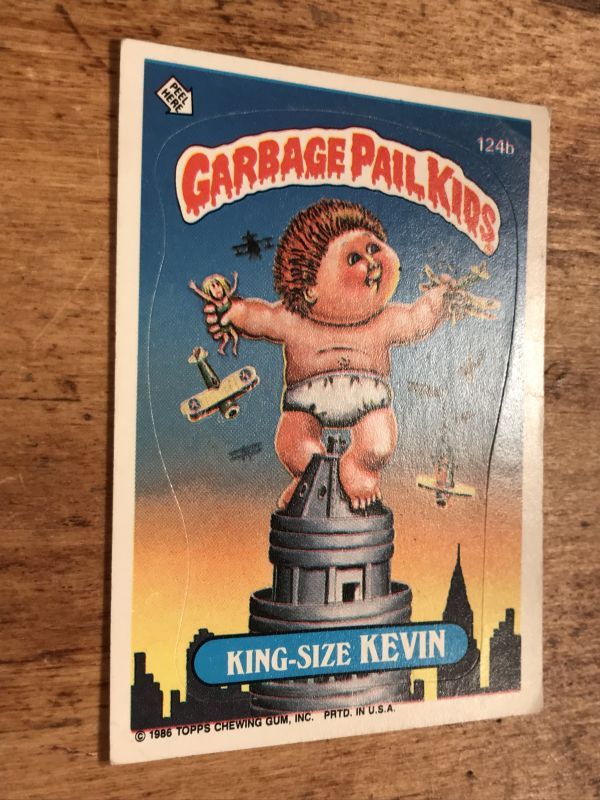 PEEL
HERE
124b
GARBAGE PAIL KIDS
KING-SIZE KEVIN
© 1986 TOPPS CHEWING GUM, INC. PRTD. IN U.S.A.